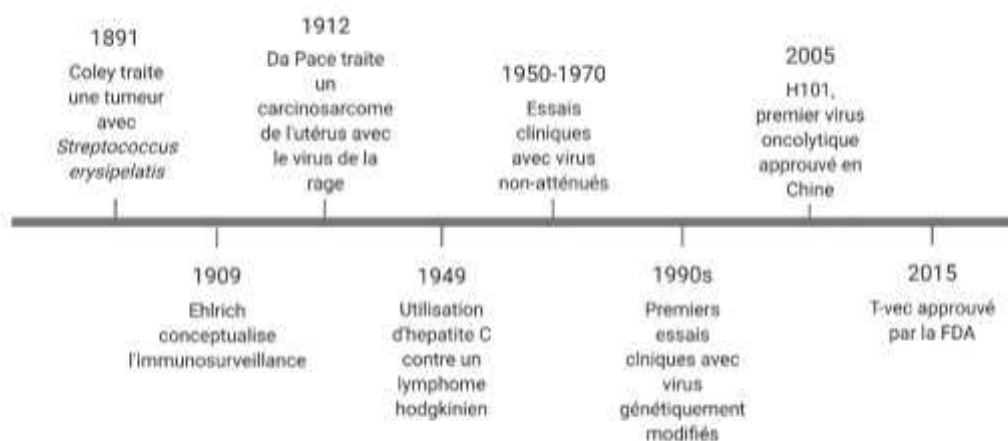 1891
Coley traite
une tumeur
avec
Streptococcus
erysipelatis
1912
Da Pace traite
un
carcinosarcome
de l'utérus avec
le virus de la
rage
1950-1970
Essais
cliniques
avec virus
non-atténués
2005
H101,
premier virus
oncolytique
approuvé en
Chine
1909
Ehlrich
conceptualise
l'immunosurveillance
1949
Utilisation
d'hepatite C
contre un
lymphome
hodgkinien
1990s
Premiers
essais
clniques avec
virus
génétiquement
modifiés
2015
T-vec approuvé
par la FDA